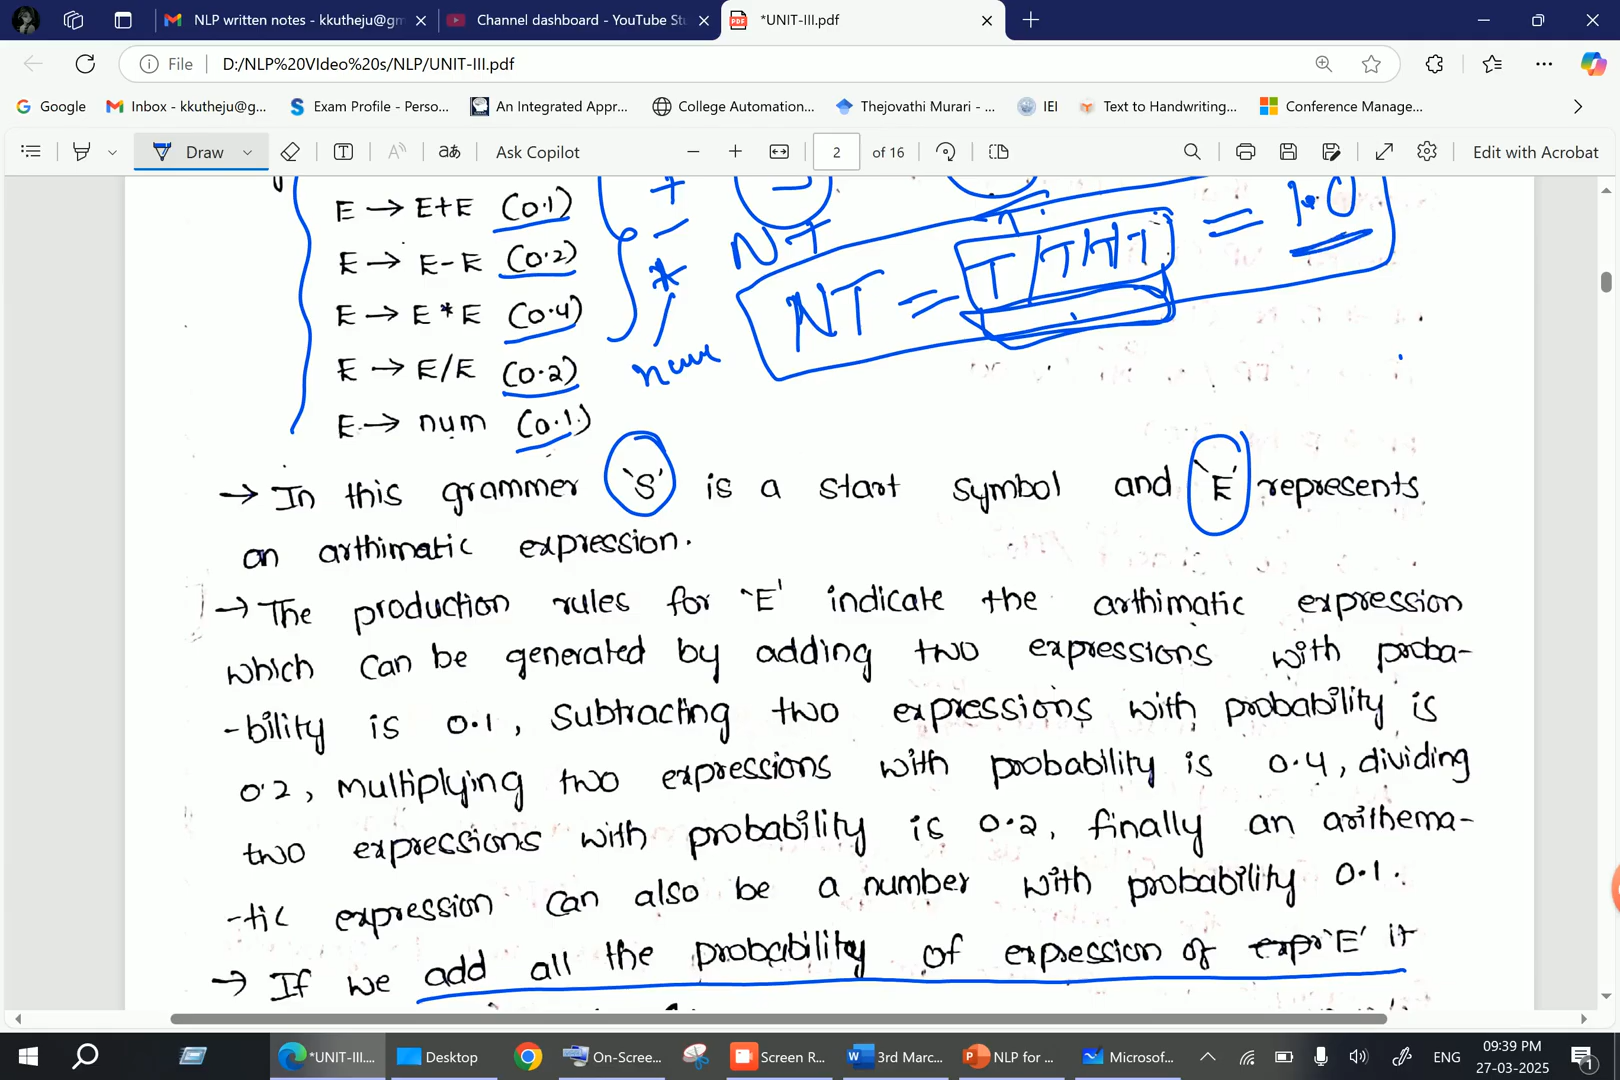 NLP written notes - kkutheju@gm
Channel dashboard - YouTube Stu
*UNIT-III.pdf
File D:/NLP%20VIdeo%20s/NLP/UNIT-III.pdf
Google
Inbox - kkutheju@g...
Exam Profile - Perso...
An Integrated Appr...
College Automation...
Thejovathi Murari - ...
IEI
Text to Handwriting...
Conference Manage...
Draw
Ask Copilot
2 of 16
Edit with Acrobat
E → E+E (0.1)
E → E-E (0.2)
E → E*E (0.4)
E → E/E (0.2)
E → num (0.1)
+
-
*
/
num
NT
NT = T/T/NT = 1.0
→ In this grammer `S' is a start symbol and `E' represents
an arthimatic expression.
→ The production rules for `E' indicate the arthimatic expression
which can be generated by adding two expressions with proba-
-bility is 0.1, subtracting two expressions with probability is
0.2, multiplying two expressions with probability is 0.4, dividing
two expressions with probability is 0.2, finally an arithema-
-tic expression can also be a number with probability 0.1.
→ If we add all the probability of expression of expr `E' it
*UNIT-III....
Desktop
On-Scree...
Screen R...
3rd Marc...
NLP for ...
Microsof...
ENG
09:39 PM
27-03-2025
1